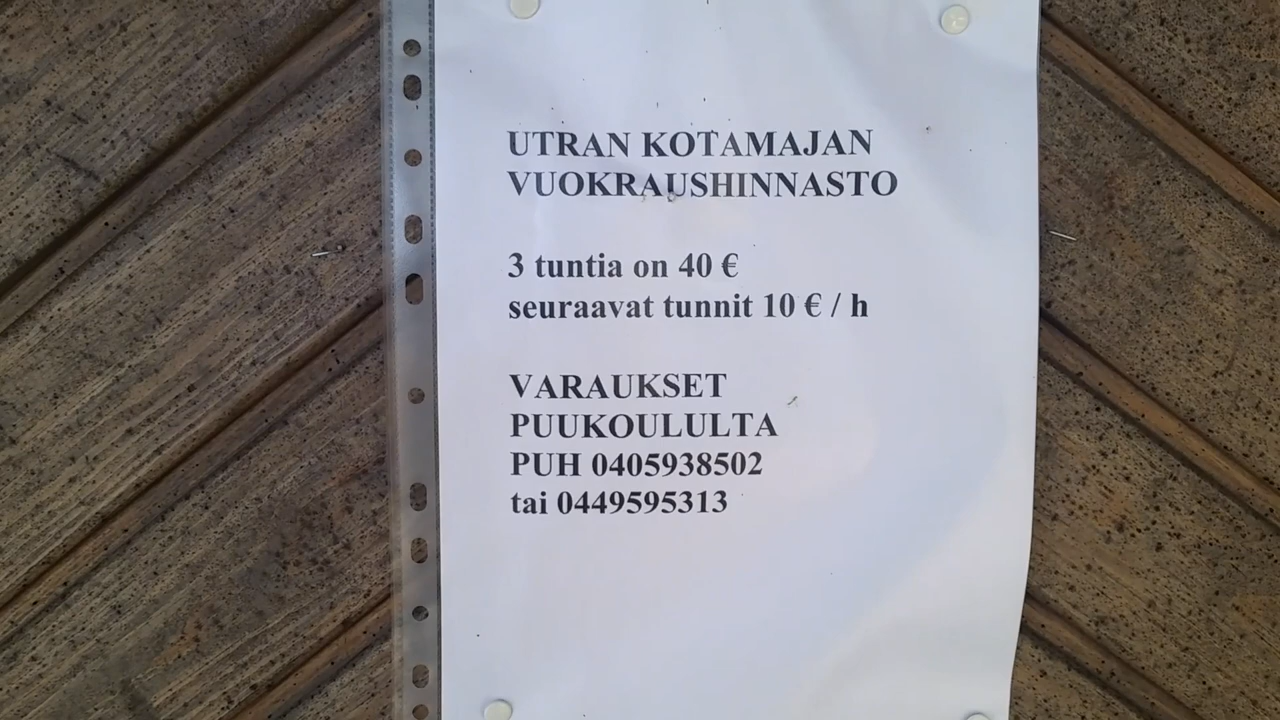 UTRAN KOTAMAJAN
VUOKRAUSHINNASTO
3 tuntia on 40 €
seuraavat tunnit 10 € / h
VARAUKSET
PUUKOULULTA
PUH 0405938502
tai 0449595313